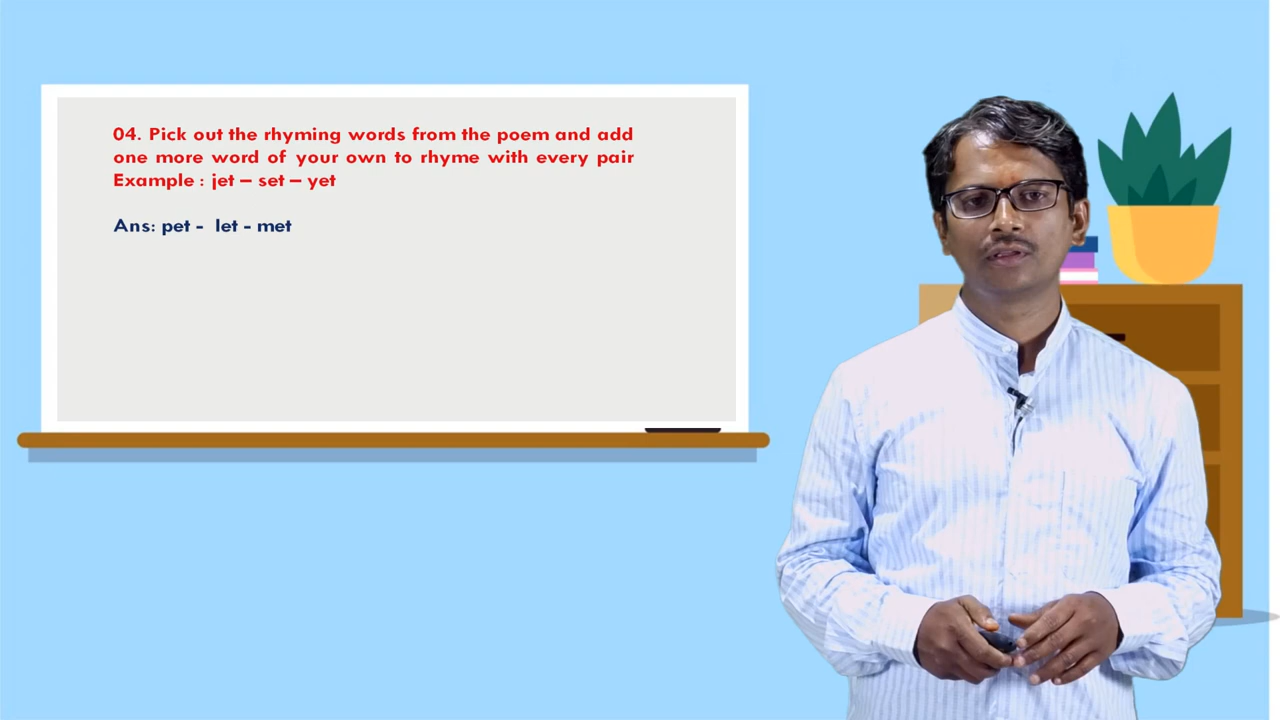 04. Pick out the rhyming words from the poem and add
one more word of your own to rhyme with every pair
Example : jet – set – yet
Ans: pet - let - met